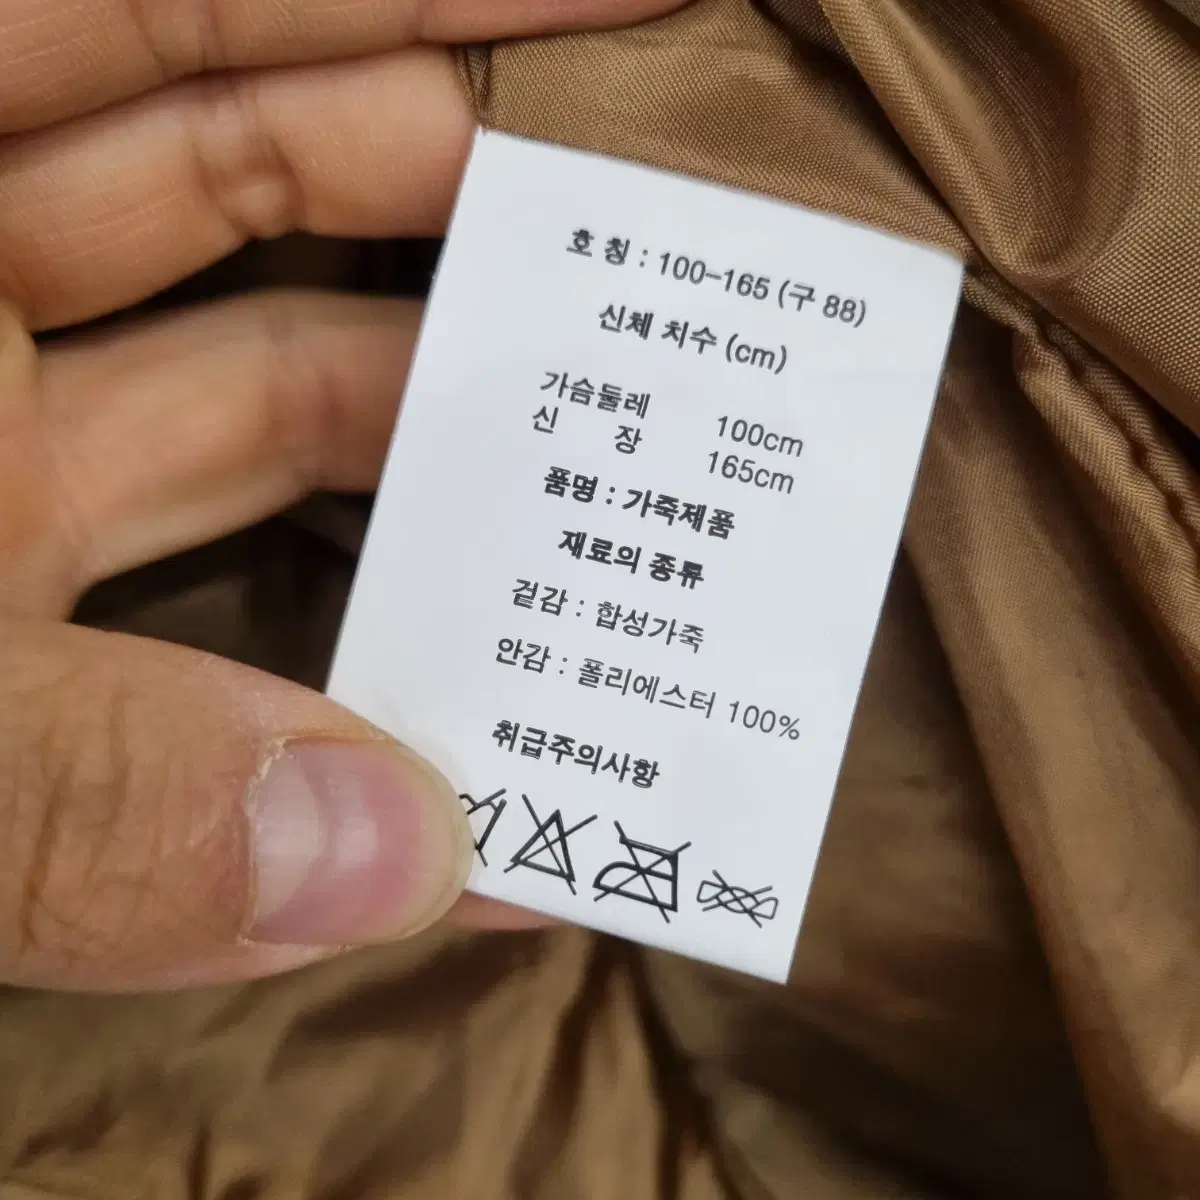 호 칭 : 100-165 (구 88)
신체 치수 (cm)
가슴둘레 100cm
신 장 165cm
품명 : 가죽제품
재료의 종류
겉감 : 합성가죽
안감 : 폴리에스터 100%
취급주의사항